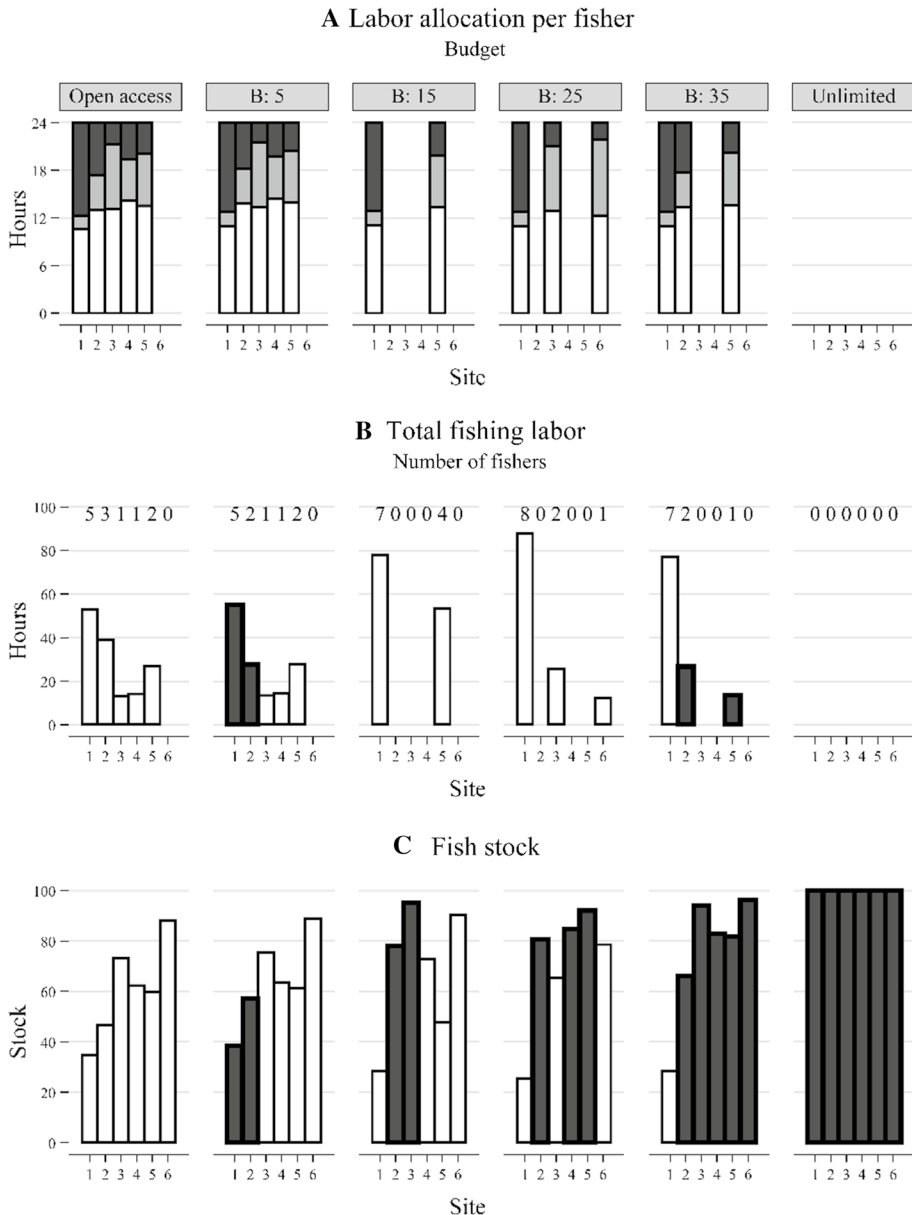 A Labor allocation per fisher
Budget
Open access B: 5 B: 15 B: 25 B: 35 Unlimited
24
18
12
6
0
Hours
1 2 3 4 5 6 1 2 3 4 5 6 1 2 3 4 5 6 1 2 3 4 5 6 1 2 3 4 5 6 1 2 3 4 5 6
Site
B Total fishing labor
Number of fishers
5 3 1 1 2 0 5 2 1 1 2 0 7 0 0 0 4 0 8 0 2 0 0 1 7 2 0 0 1 0 0 0 0 0 0 0
100
80
60
40
20
0
Hours
1 2 3 4 5 6 1 2 3 4 5 6 1 2 3 4 5 6 1 2 3 4 5 6 1 2 3 4 5 6 1 2 3 4 5 6
Site
C Fish stock
100
80
60
40
20
0
Stock
1 2 3 4 5 6 1 2 3 4 5 6 1 2 3 4 5 6 1 2 3 4 5 6 1 2 3 4 5 6 1 2 3 4 5 6
Site